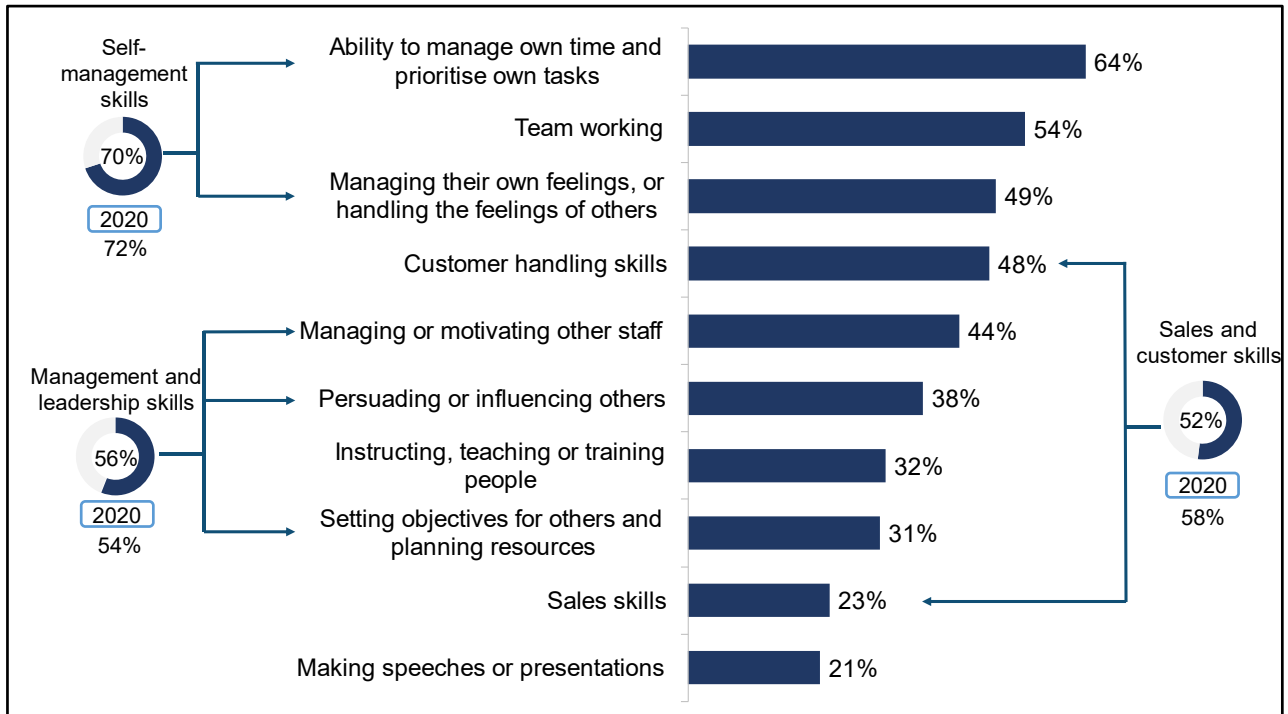 Self-
management
skills
70%
2020
72%
Ability to manage own time and
prioritise own tasks
64%
Team working
54%
Managing their own feelings, or
handling the feelings of others
49%
Customer handling skills
48%
Management and
leadership skills
56%
2020
54%
Managing or motivating other staff
44%
Persuading or influencing others
38%
Instructing, teaching or training
people
32%
Setting objectives for others and
planning resources
31%
Sales skills
23%
Making speeches or presentations
21%
Sales and
customer skills
52%
2020
58%